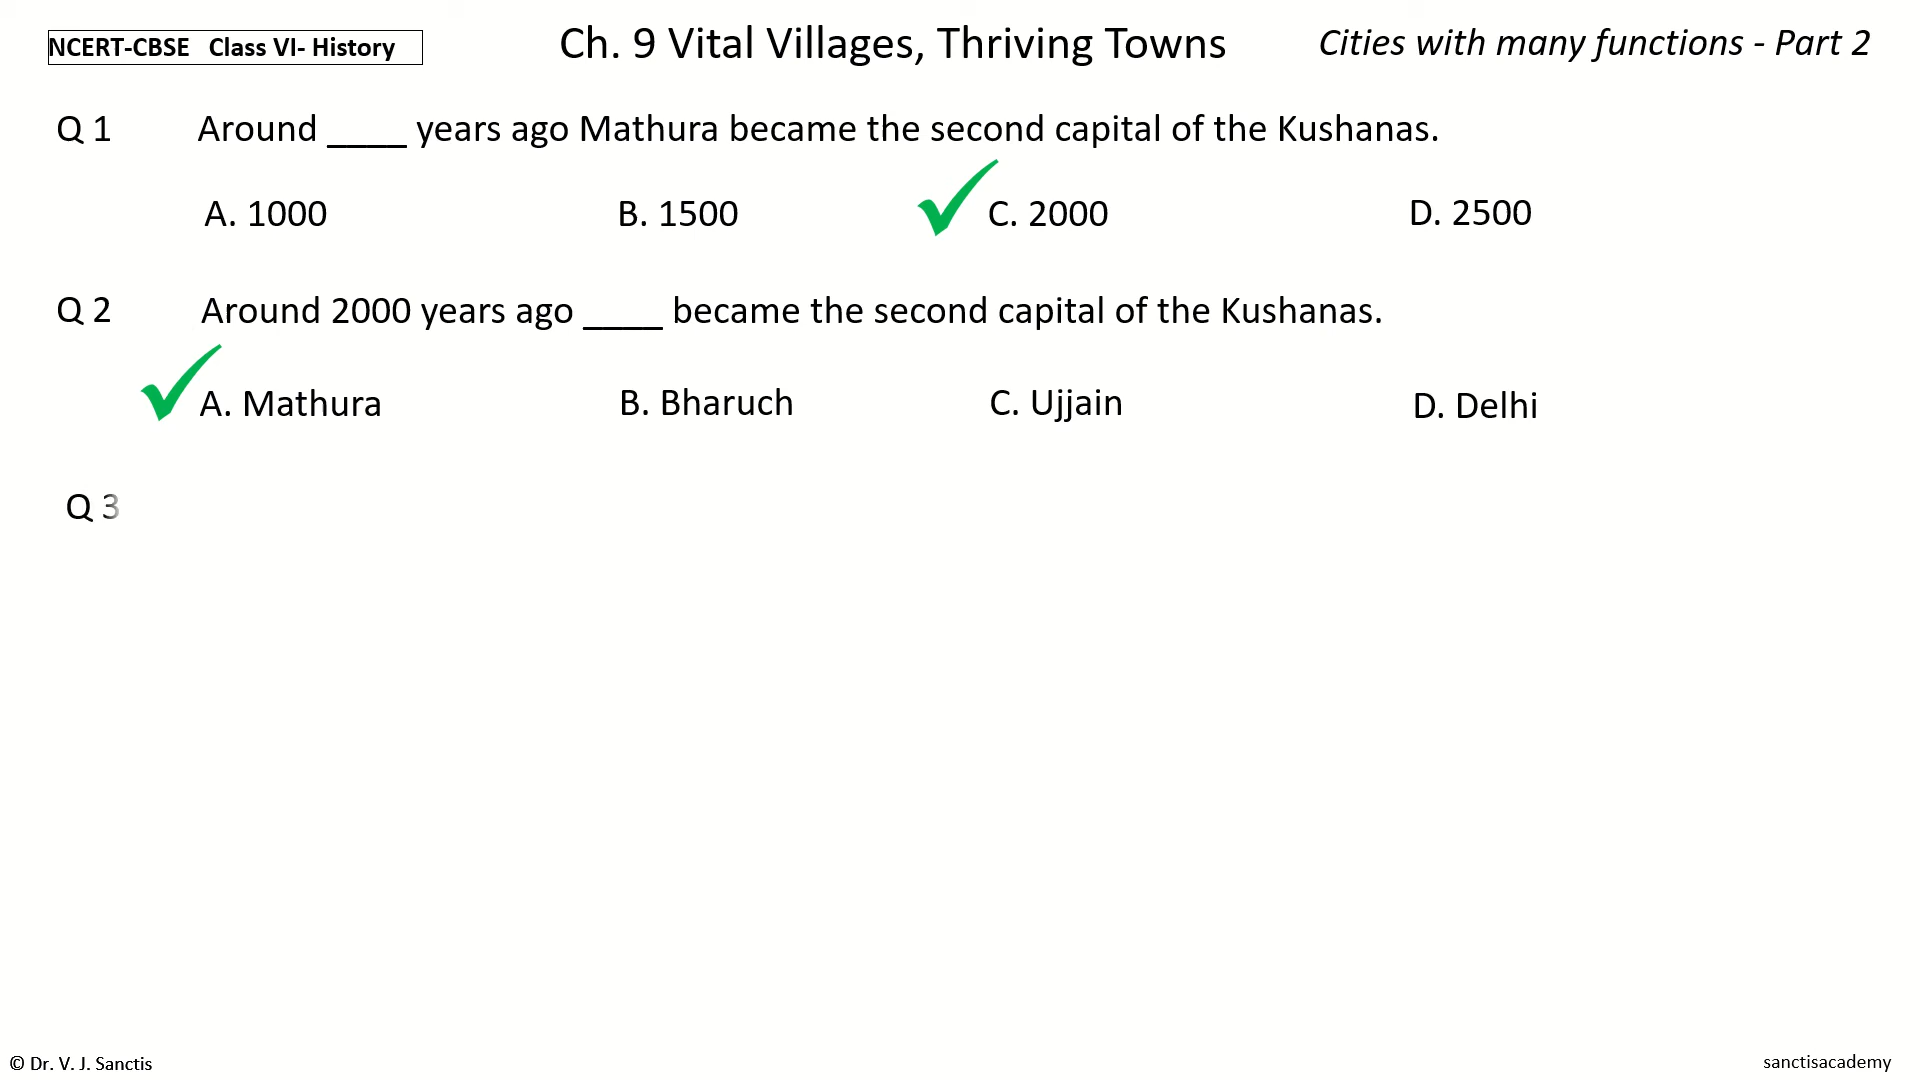 NCERT-CBSE Class VI- History
Ch. 9 Vital Villages, Thriving Towns
Cities with many functions - Part 2
Q 1 Around ____ years ago Mathura became the second capital of the Kushanas.
A. 1000 B. 1500 C. 2000 D. 2500
Q 2 Around 2000 years ago ____ became the second capital of the Kushanas.
A. Mathura B. Bharuch C. Ujjain D. Delhi
Q 3
© Dr. V. J. Sanctis
sanctisacademy